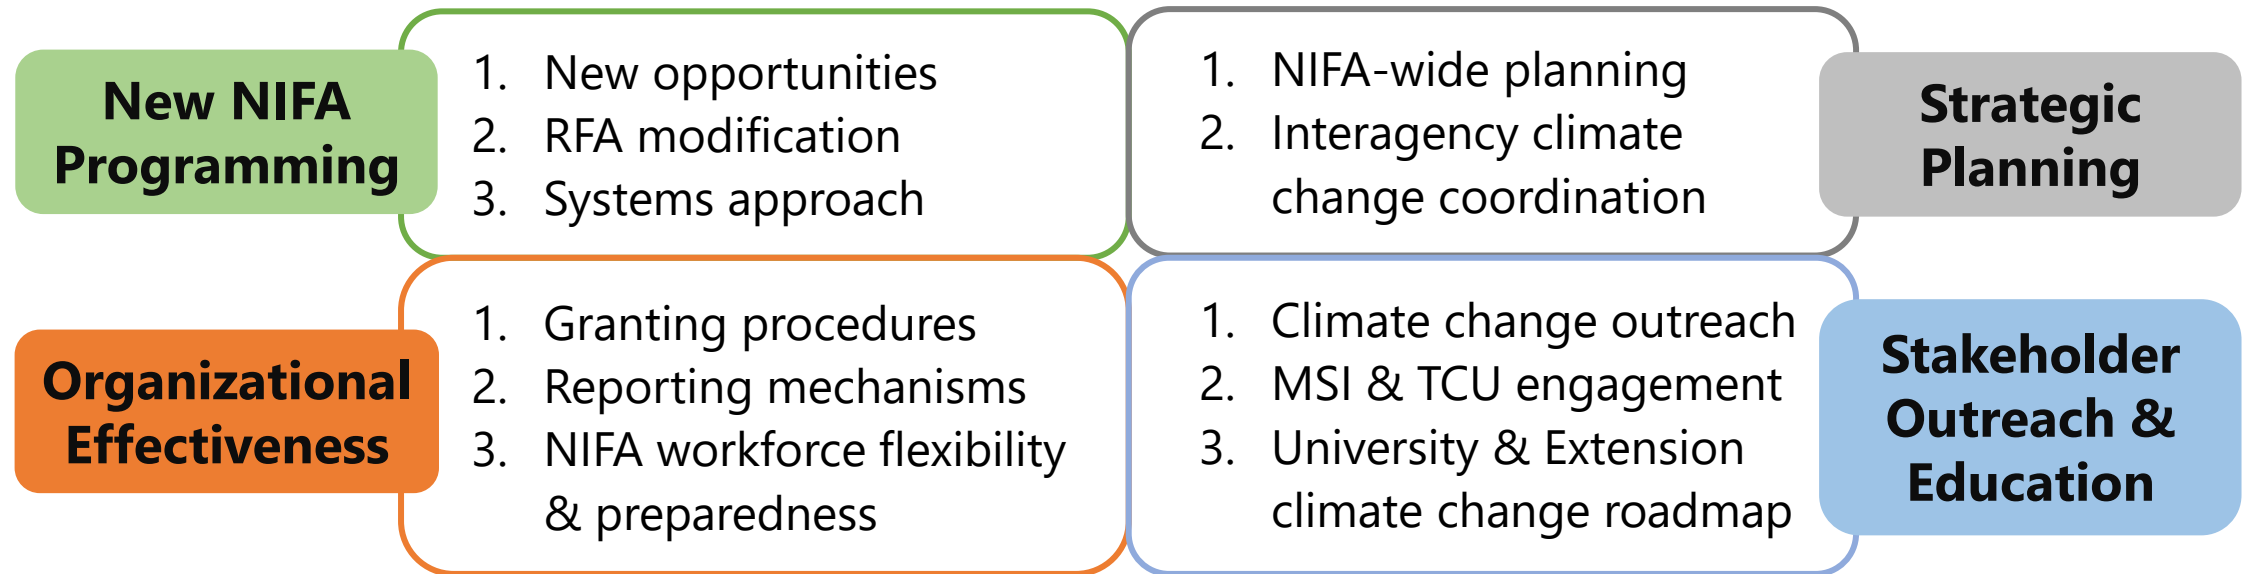 New NIFA
Programming
1. New opportunities
2. RFA modification
3. Systems approach
1. NIFA-wide planning
2. Interagency climate
change coordination
Strategic
Planning
Organizational
Effectiveness
1. Granting procedures
2. Reporting mechanisms
3. NIFA workforce flexibility
& preparedness
1. Climate change outreach
2. MSI & TCU engagement
3. University & Extension
climate change roadmap
Stakeholder
Outreach &
Education